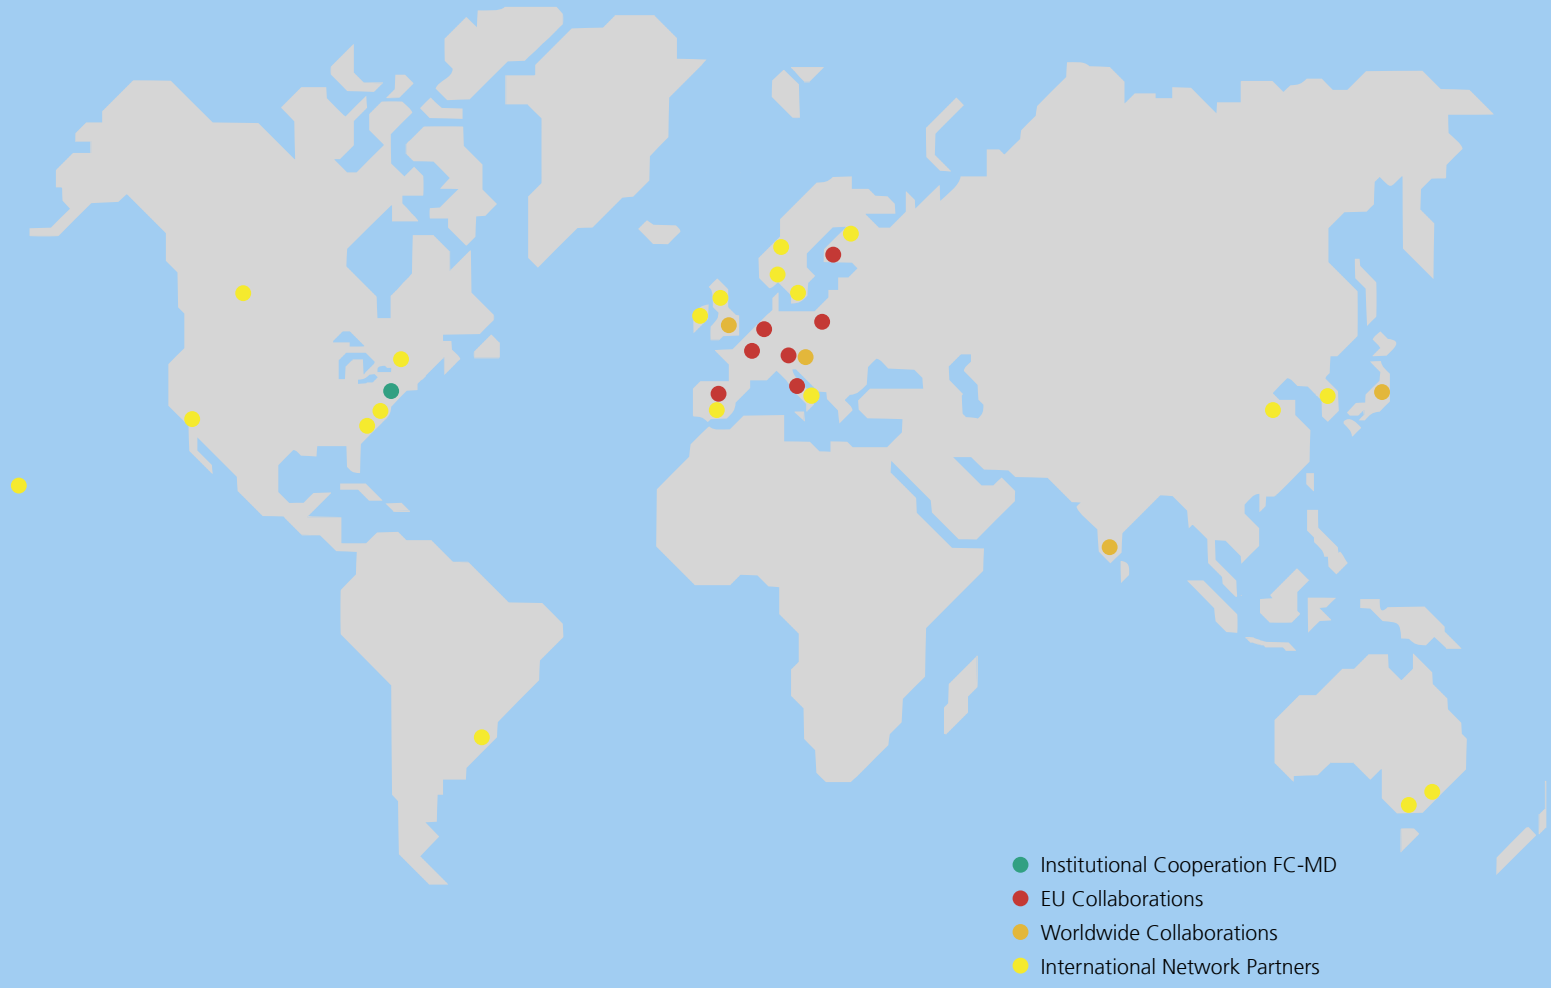 Institutional Cooperation FC-MD
EU Collaborations
Worldwide Collaborations
International Network Partners